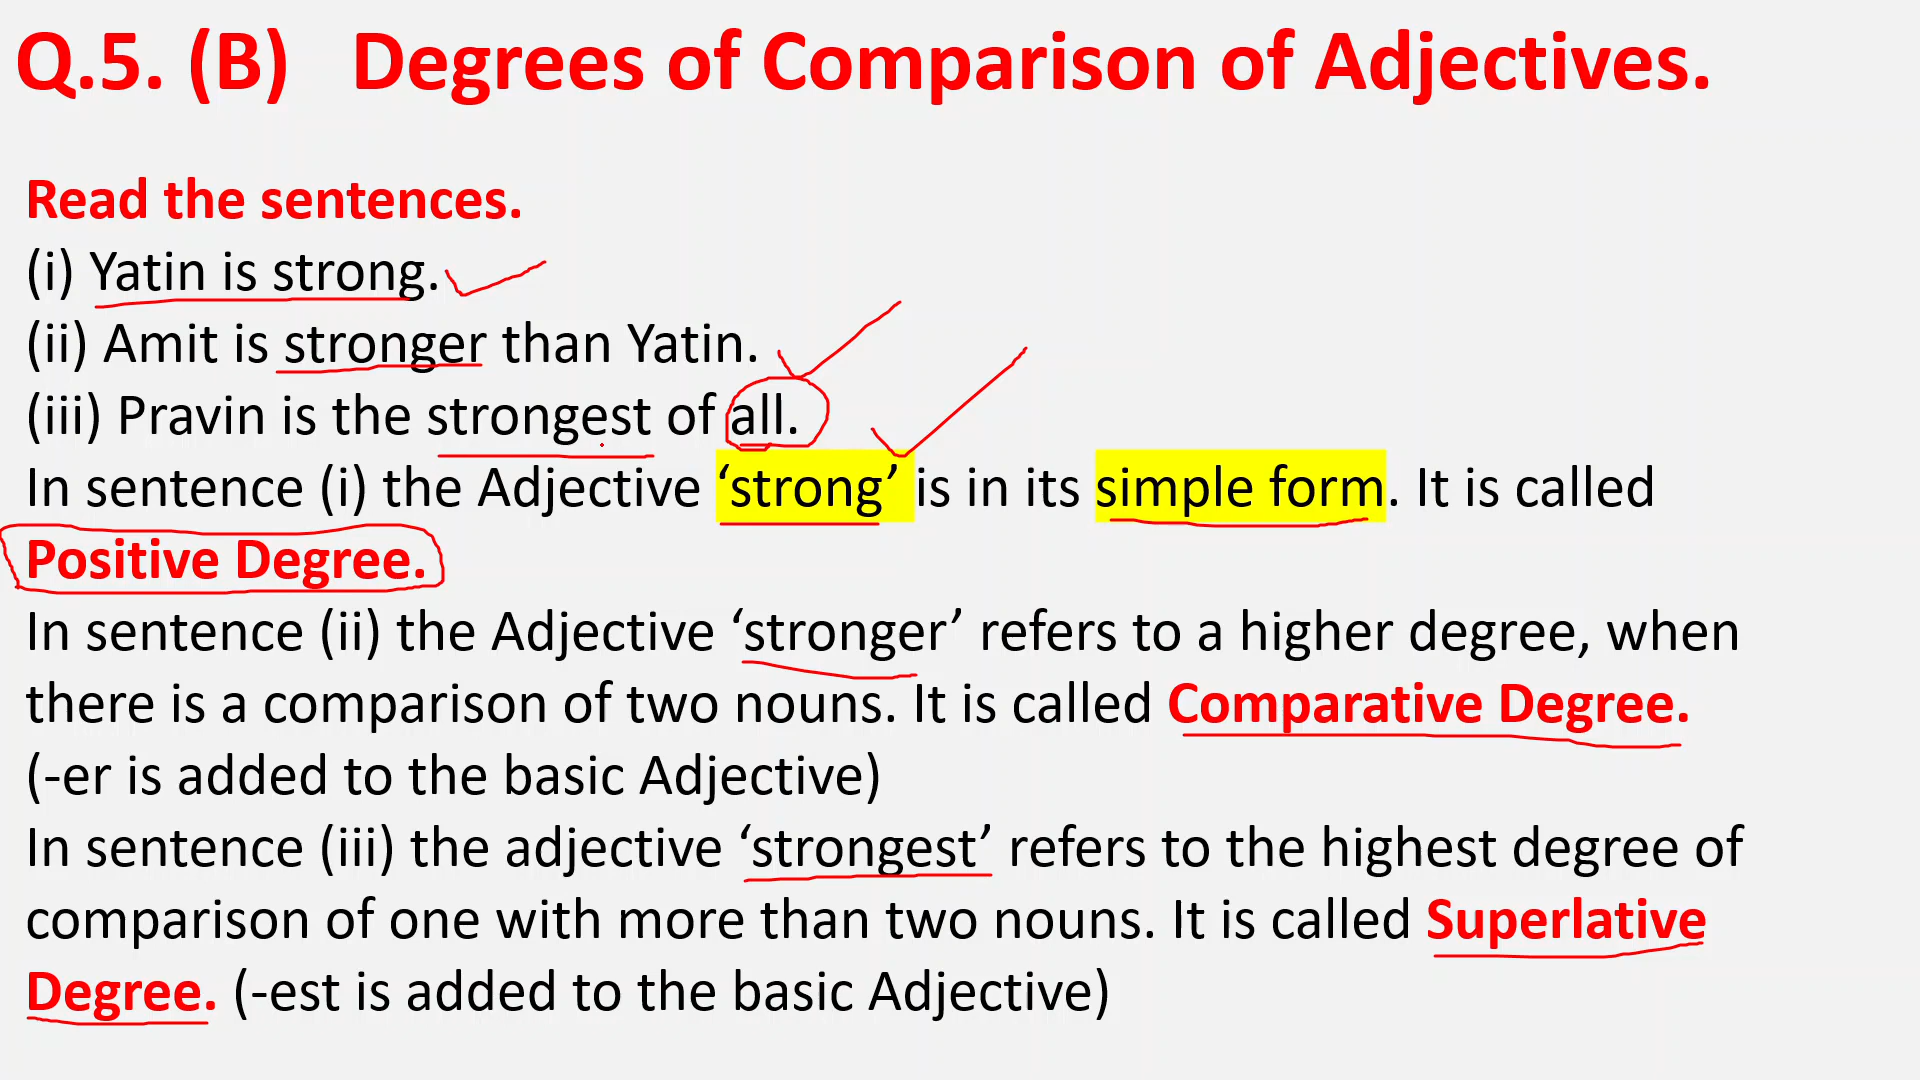 Q.5. (B) Degrees of Comparison of Adjectives.
Read the sentences.
(i) Yatin is strong.
(ii) Amit is stronger than Yatin.
(iii) Pravin is the strongest of all.
In sentence (i) the Adjective ‘strong’ is in its simple form. It is called
Positive Degree.
In sentence (ii) the Adjective ‘stronger’ refers to a higher degree, when
there is a comparison of two nouns. It is called Comparative Degree.
(-er is added to the basic Adjective)
In sentence (iii) the adjective ‘strongest’ refers to the highest degree of
comparison of one with more than two nouns. It is called Superlative
Degree. (-est is added to the basic Adjective)